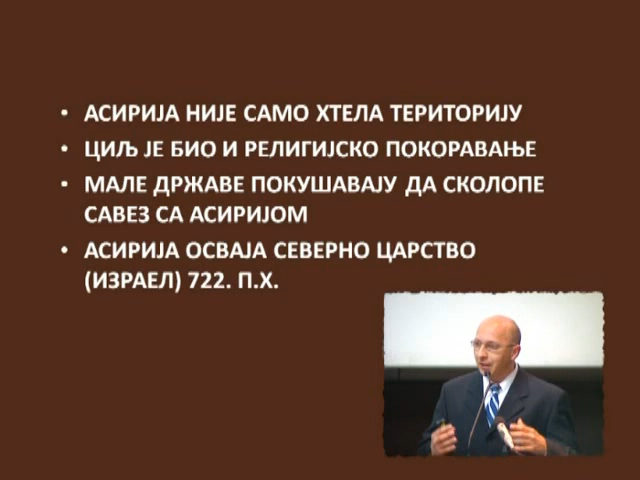 • АСИРИЈА НИЈЕ САМО ХТЕЛА ТЕРИТОРИЈУ
• ЦИЉ ЈЕ БИО И РЕЛИГИЈСКО ПОКОРАВАЊЕ
• МАЛЕ ДРЖАВЕ ПОКУШАВАЈУ ДА СКОЛОПЕ
САВЕЗ СА АСИРИЈОМ
• АСИРИЈА ОСВАЈА СЕВЕРНО ЦАРСТВО
(ИЗРАЕЛ) 722. П.Х.